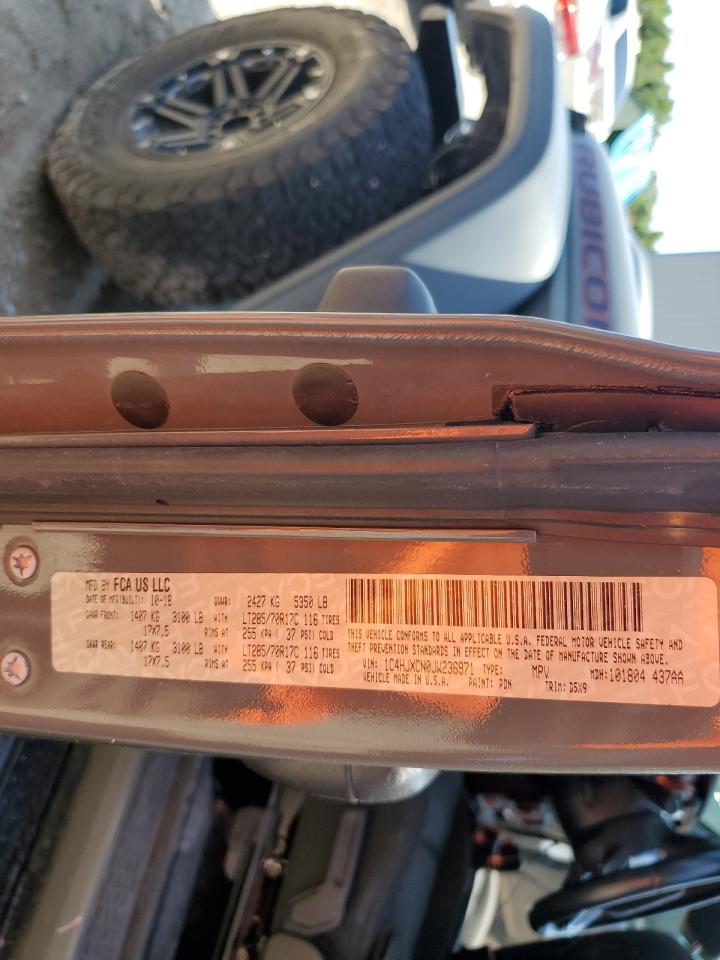 RUBICON
MFD BY FCA US LLC
DATE OF MFR(BUILT): 10-18 GVWR: 2427 KG 5350 LB
GAWR FRONT: 1407 KG 3100 LB WITH LT285/70R17C 116 TIRES
17X7.5 RIMS AT 255 KPA ( 37 PSI) COLD
GAWR REAR: 1407 KG 3100 LB WITH LT285/70R17C 116 TIRES
17X7.5 RIMS AT 255 KPA ( 37 PSI) COLD
THIS VEHICLE CONFORMS TO ALL APPLICABLE U.S.A. FEDERAL MOTOR VEHICLE SAFETY AND
THEFT PREVENTION STANDARDS IN EFFECT ON THE DATE OF MANUFACTURE SHOWN ABOVE.
VIN: 1C4HJXCN0JW236971 TYPE: MPV MDH: 101804 437AA
VEHICLE MADE IN U.S.A. PAINT: PDN TRIM: D5X9